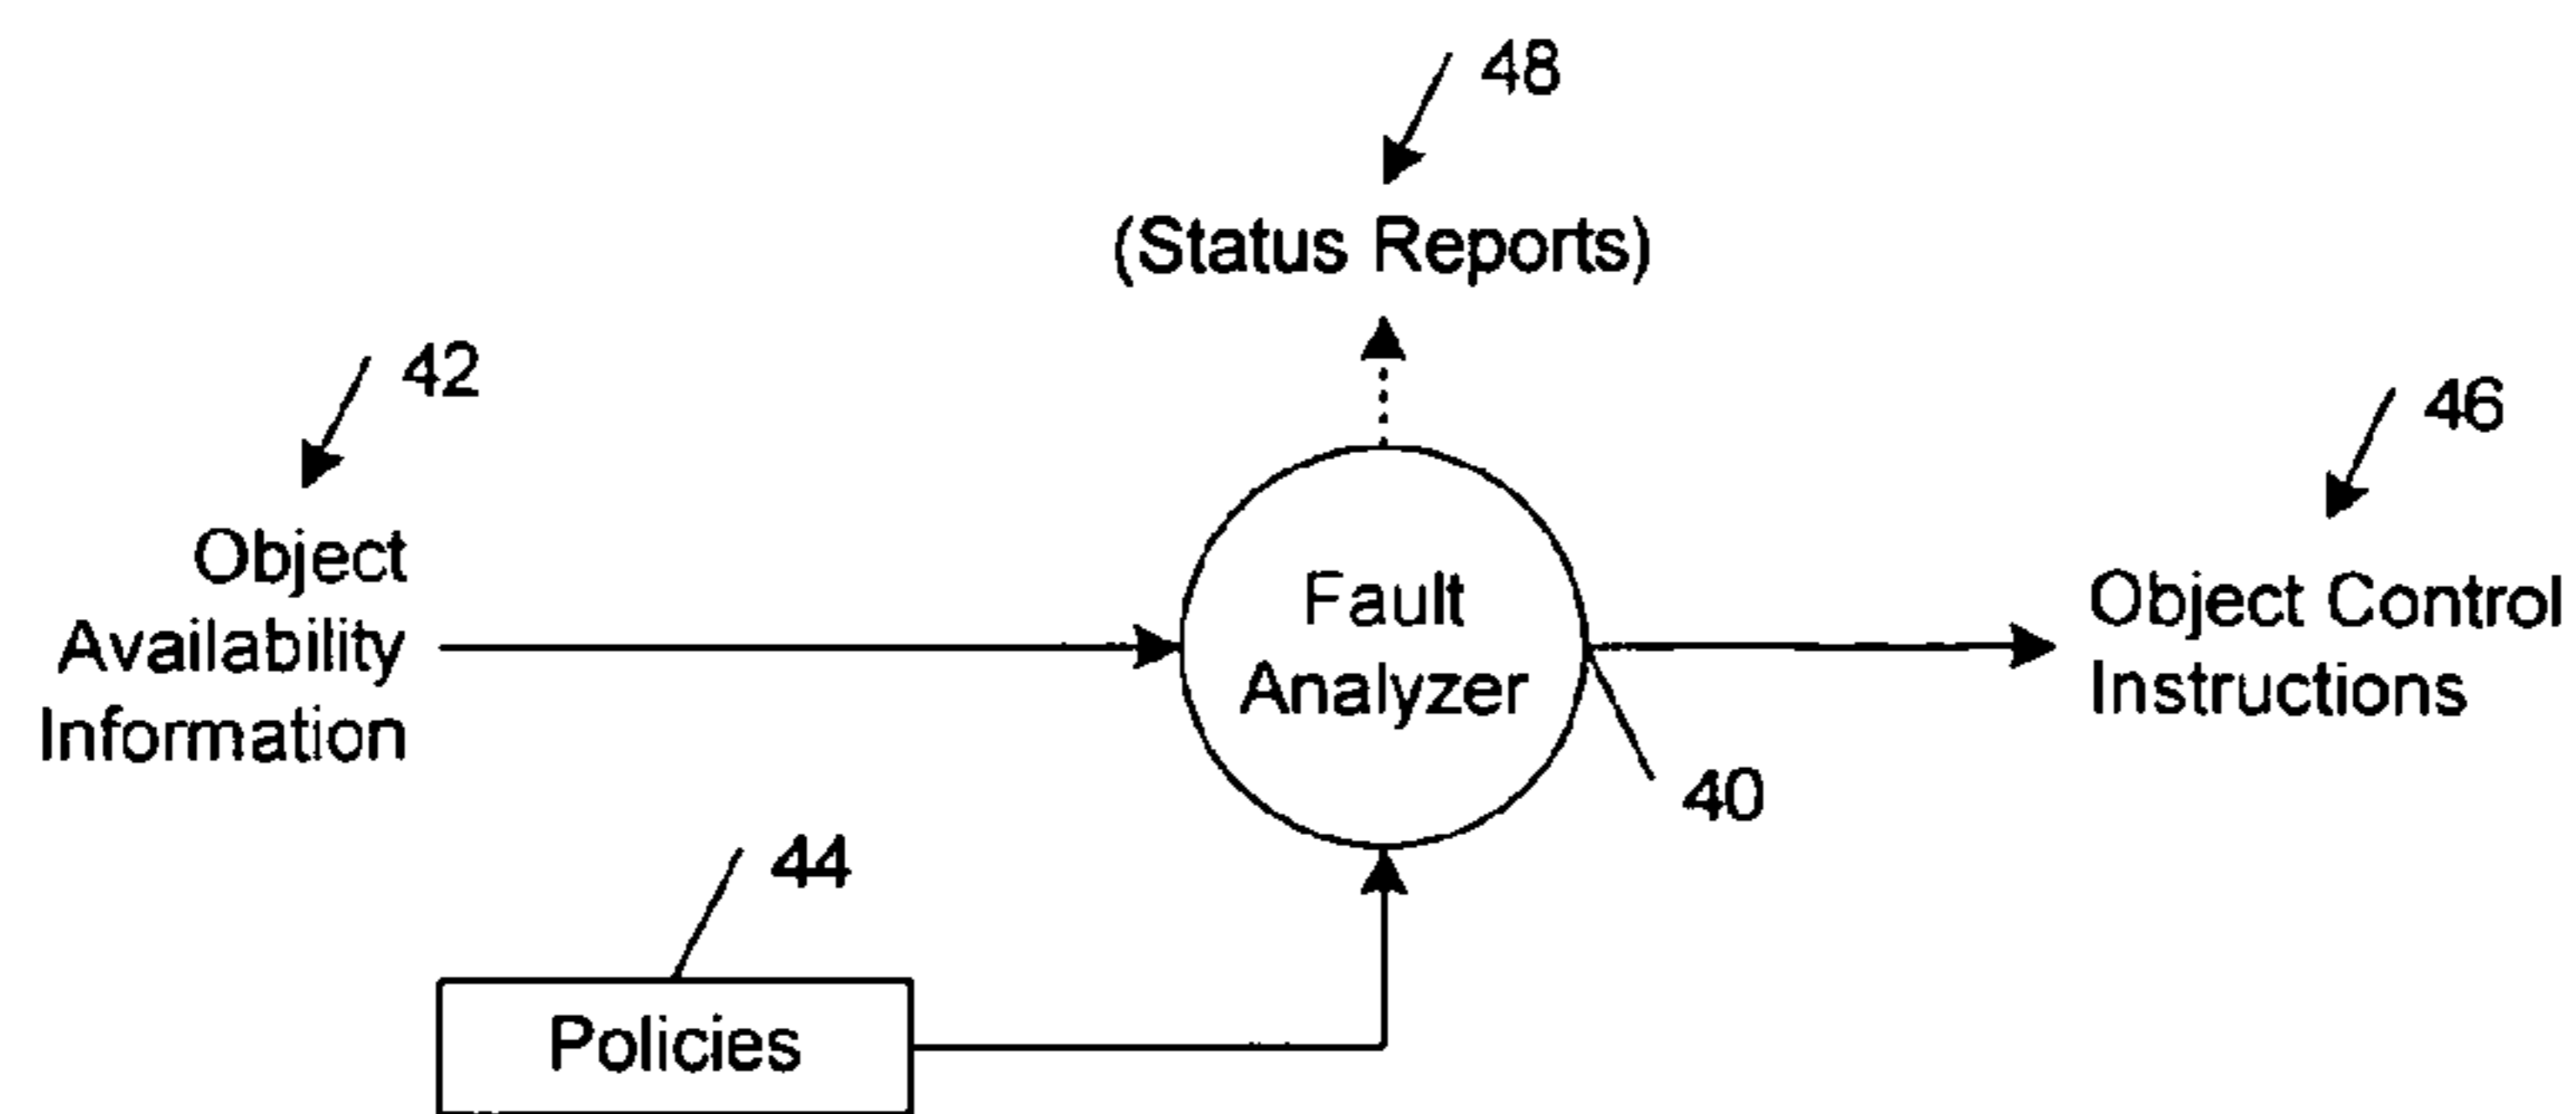 48
(Status Reports)
42
46
Object
Availability
Information
Fault
Analyzer
Object Control
Instructions
40
44
Policies